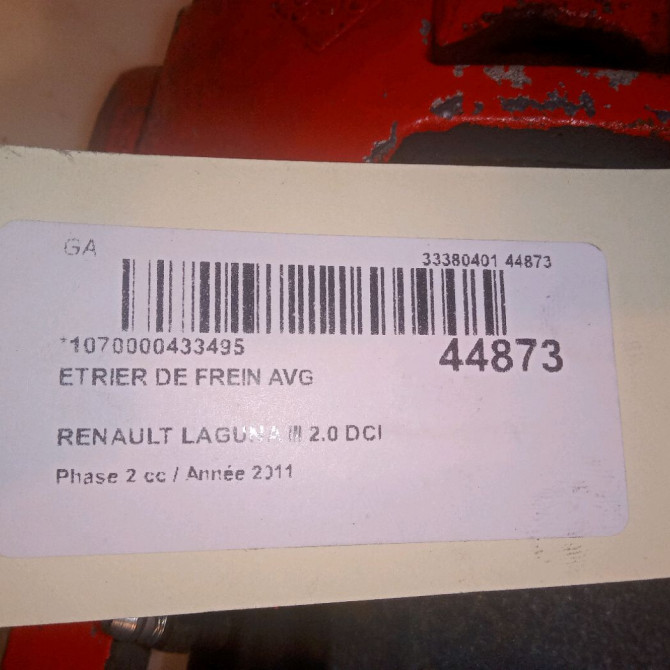 GA
33380401 44873
*1070000433495
44873
ETRIER DE FREIN AVG
RENAULT LAGUNA III 2.0 DCI
Phase 2 cc / Année 2011